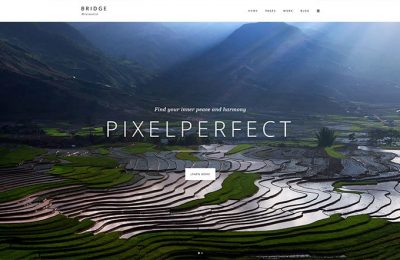 BRIDGE
Minimalist
HOME PAGES WORK BLOG
Find your inner peace and harmony
PIXELPERFECT
LEARN MORE